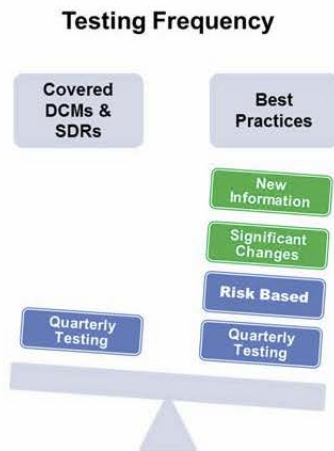 Testing Frequency
Covered
DCMs &
SDRs
Best
Practices
New
Information
Significant
Changes
Risk Based
Quarterly
Testing
Quarterly
Testing